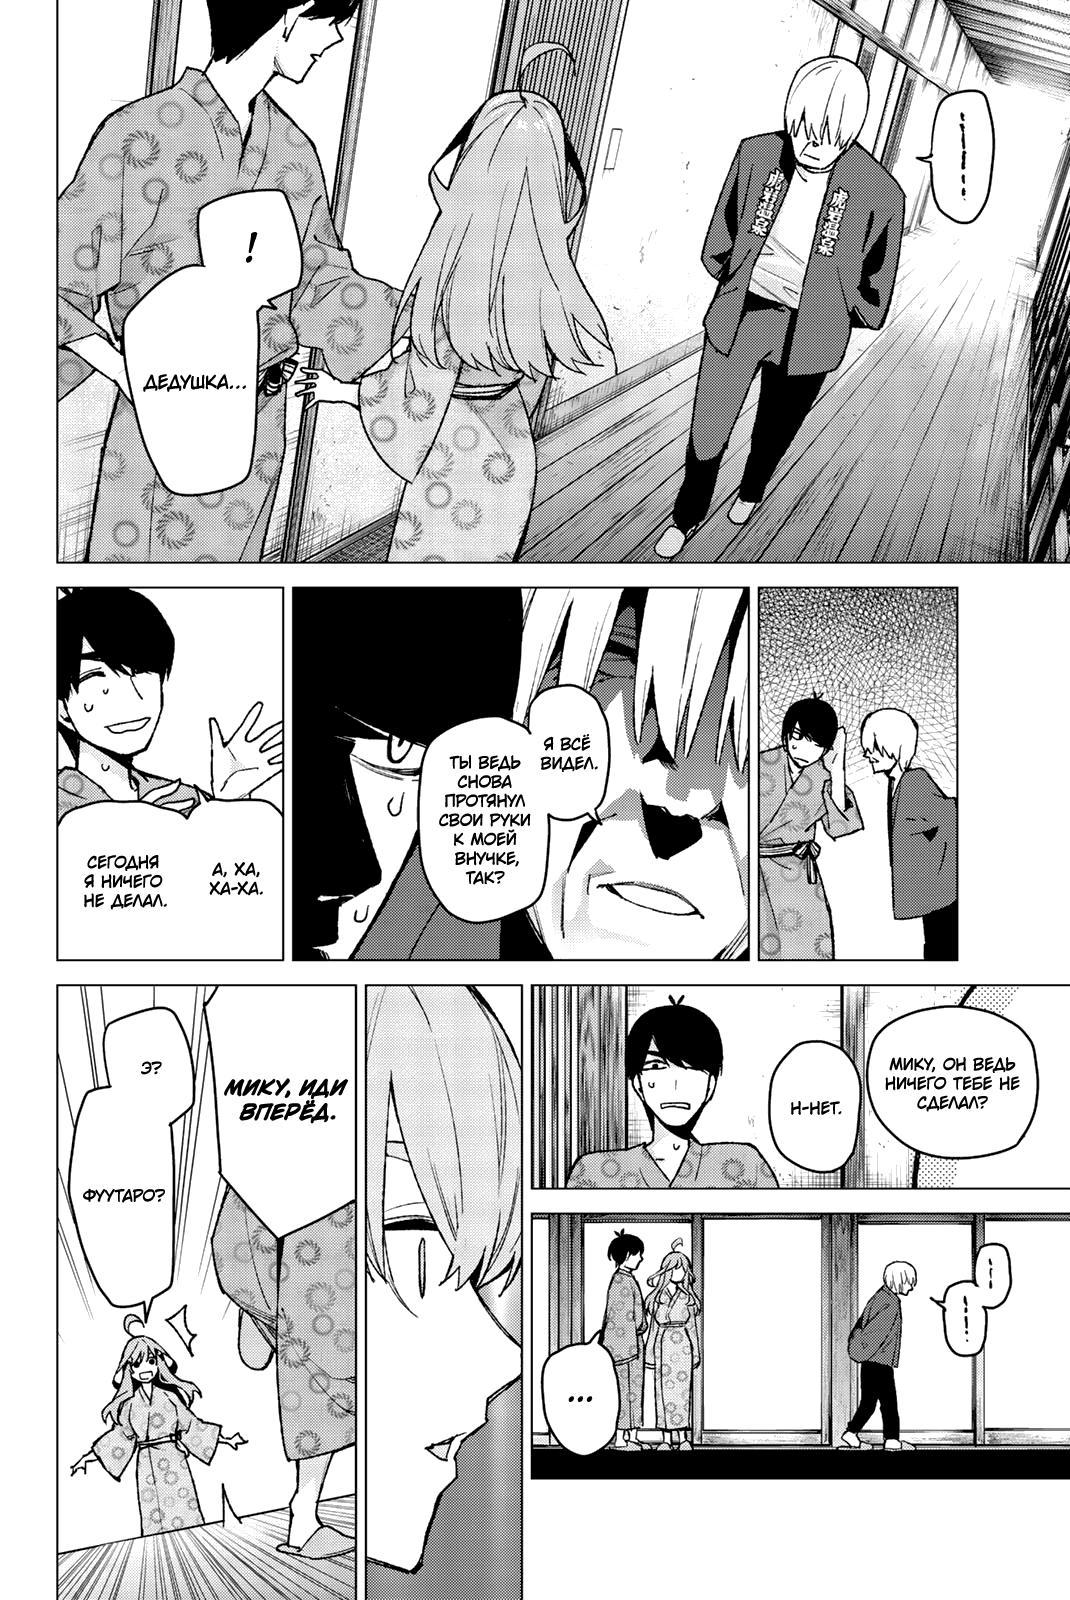 虎岩温泉
虎岩温泉
!
ДЕДУШКА...
Я ВСЁ
ВИДЕЛ.
ТЫ ВЕДЬ
СНОВА
ПРОТЯНУЛ
СВОИ РУКИ
К МОЕЙ
ВНУЧКЕ,
ТАК?
А, ХА,
ХА-ХА.
СЕГОДНЯ
Я НИЧЕГО
НЕ ДЕЛАЛ.
МИКУ, ОН ВЕДЬ
НИЧЕГО ТЕБЕ НЕ
СДЕЛАЛ?
Н-НЕТ.
...
МИКУ, ИДИ
ВПЕРЁД.
Э?
ФУУТАРО?